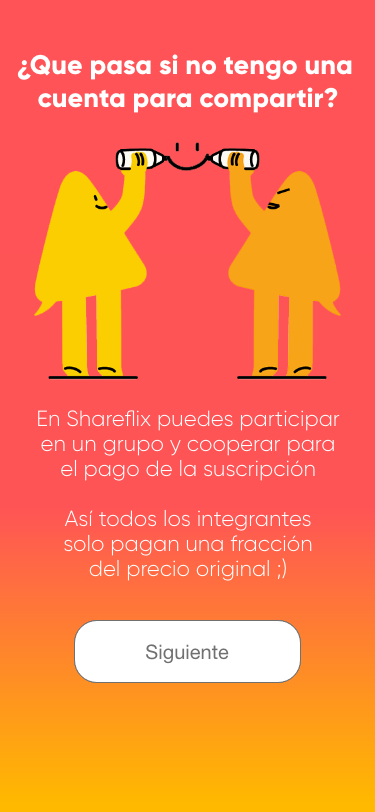 ¿Que pasa si no tengo una
cuenta para compartir?
En Shareflix puedes participar
en un grupo y cooperar para
el pago de la suscripción
Así todos los integrantes
solo pagan una fracción
del precio original ;)
Siguiente